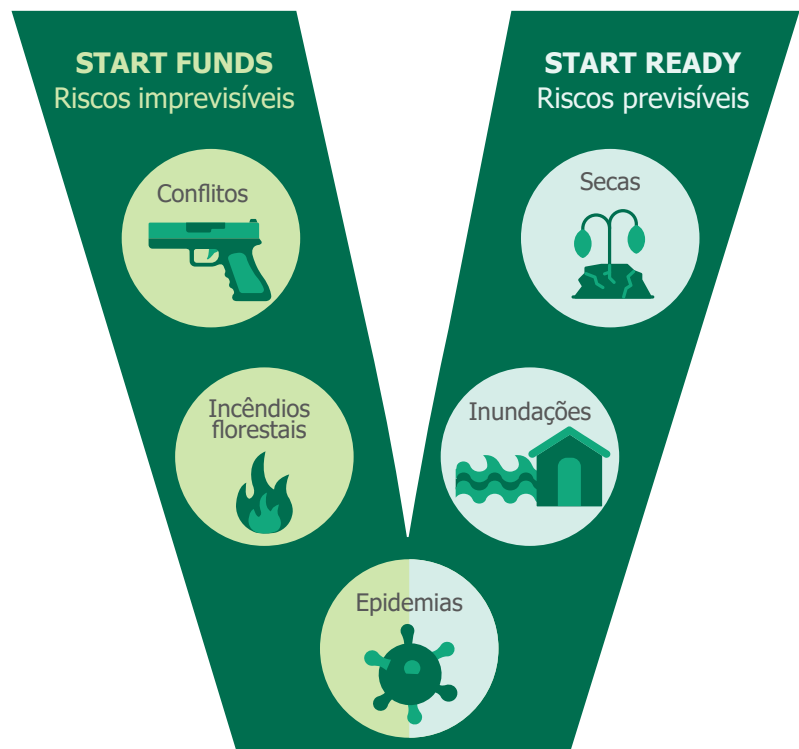 START FUNDS
Riscos imprevisíveis
Conflitos
Incêndios
florestais
START READY
Riscos previsíveis
Secas
Inundações
Epidemias